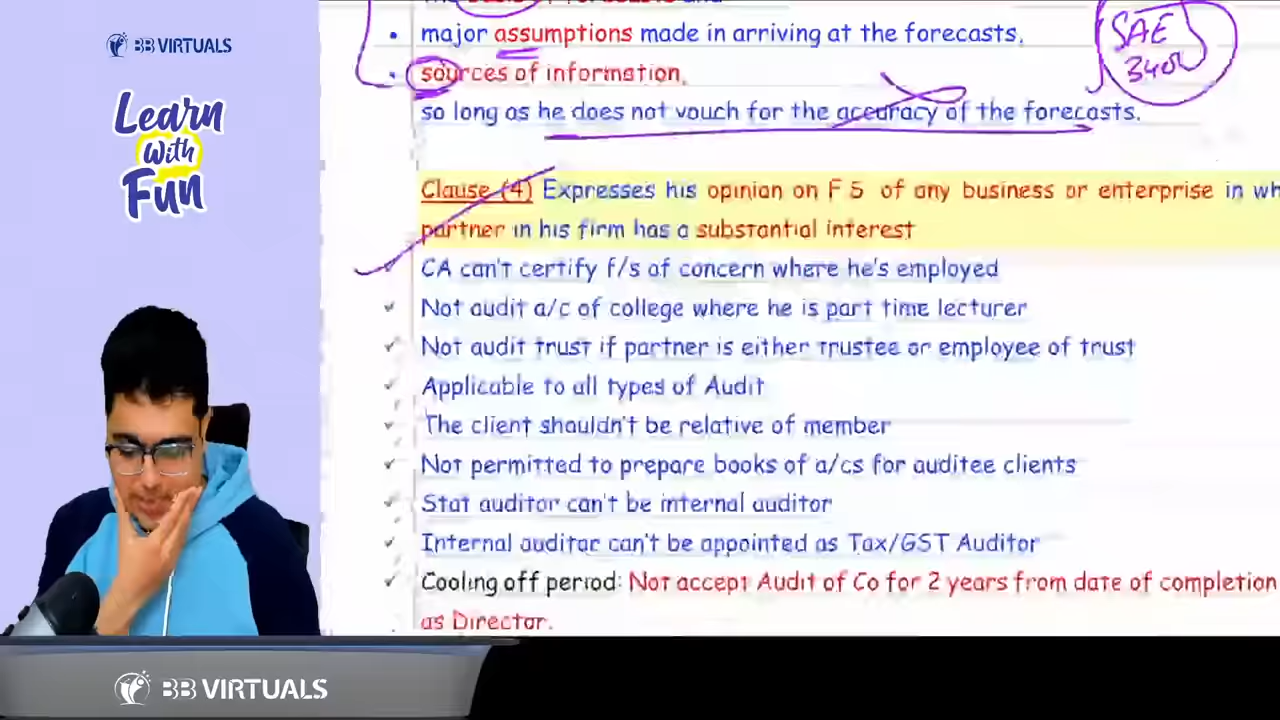 BB VIRTUALS
Learn
With
Fun
major assumptions made in arriving at the forecasts.
SAE
3402
sources of information,
so long as he does not vouch for the accuracy of the forecasts.
Clause (4) Expresses his opinion on F S of any business or enterprise in wh
partner in his firm has a substantial interest
CA can't certify f/s of concern where he's employed
Not audit a/c of college where he is part time lecturer
Not audit trust if partner is either trustee or employee of trust
Applicable to all types of Audit
The client shouldn't be relative of member
Not permitted to prepare books of a/cs for auditee clients
Stat auditor can't be internal auditor
Internal auditor can't be appointed as Tax/GST Auditor
Cooling off period: Not accept Audit of Co for 2 years from date of completion
as Director.
BB VIRTUALS